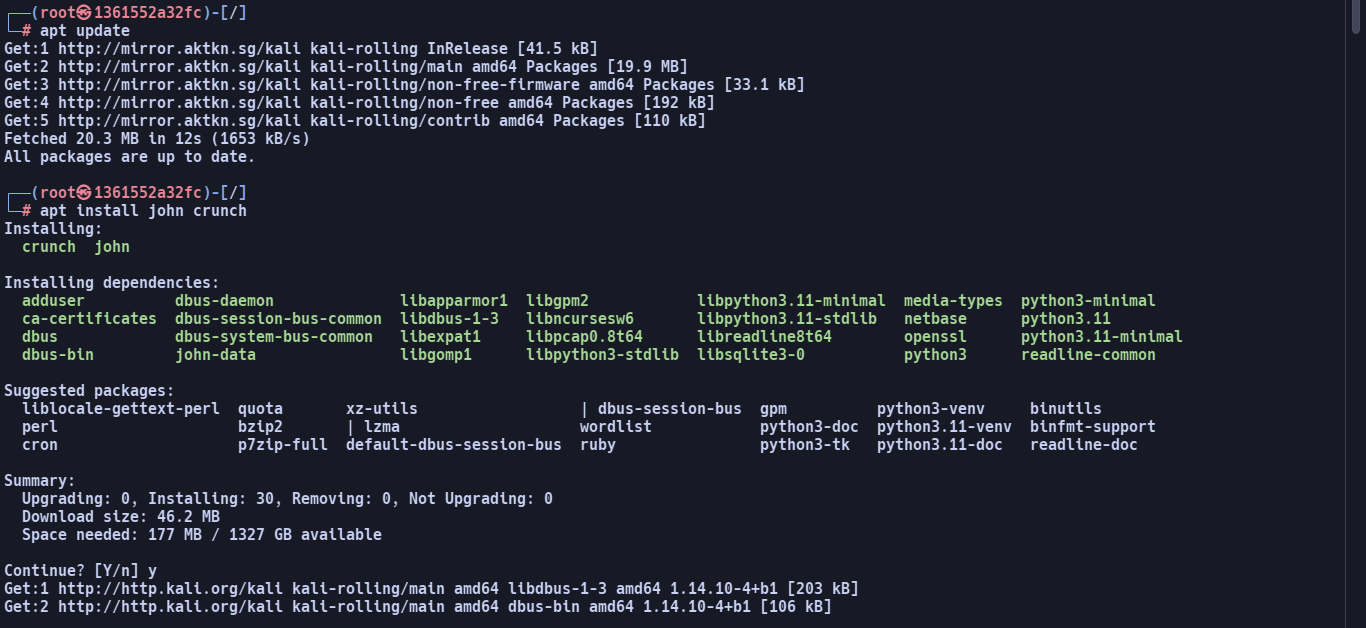 ┌──(root㉿1361552a32fc)-[/]
└─# apt update
Get:1 http://mirror.aktkn.sg/kali kali-rolling InRelease [41.5 kB]
Get:2 http://mirror.aktkn.sg/kali kali-rolling/main amd64 Packages [19.9 MB]
Get:3 http://mirror.aktkn.sg/kali kali-rolling/non-free-firmware amd64 Packages [33.1 kB]
Get:4 http://mirror.aktkn.sg/kali kali-rolling/non-free amd64 Packages [192 kB]
Get:5 http://mirror.aktkn.sg/kali kali-rolling/contrib amd64 Packages [110 kB]
Fetched 20.3 MB in 12s (1653 kB/s)
All packages are up to date.
┌──(root㉿1361552a32fc)-[/]
└─# apt install john crunch
Installing:
crunch john
Installing dependencies:
adduser dbus-daemon libapparmor1 libgpm2 libpython3.11-minimal media-types python3-minimal
ca-certificates dbus-session-bus-common libdbus-1-3 libncursesw6 libpython3.11-stdlib netbase python3.11
dbus dbus-system-bus-common libexpat1 libpcap0.8t64 libreadline8t64 openssl python3.11-minimal
dbus-bin john-data libgomp1 libpython3-stdlib libsqlite3-0 python3 readline-common
Suggested packages:
liblocale-gettext-perl quota xz-utils | dbus-session-bus gpm python3-venv binutils
perl bzip2 | lzma wordlist python3-doc python3.11-venv binfmt-support
cron p7zip-full default-dbus-session-bus ruby python3-tk python3.11-doc readline-doc
Summary:
Upgrading: 0, Installing: 30, Removing: 0, Not Upgrading: 0
Download size: 46.2 MB
Space needed: 177 MB / 1327 GB available
Continue? [Y/n] y
Get:1 http://http.kali.org/kali kali-rolling/main amd64 libdbus-1-3 amd64 1.14.10-4+b1 [203 kB]
Get:2 http://http.kali.org/kali kali-rolling/main amd64 dbus-bin amd64 1.14.10-4+b1 [106 kB]